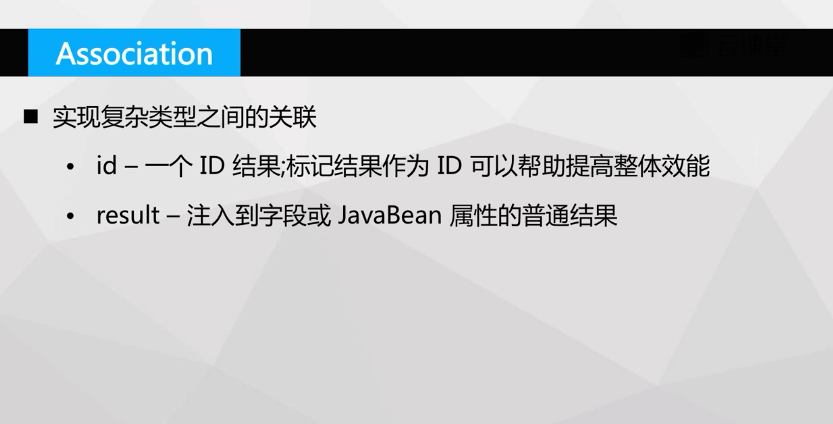 Association
■ 实现复杂类型之间的关联
• id – 一个 ID 结果;标记结果作为 ID 可以帮助提高整体效能
• result – 注入到字段或 JavaBean 属性的普通结果